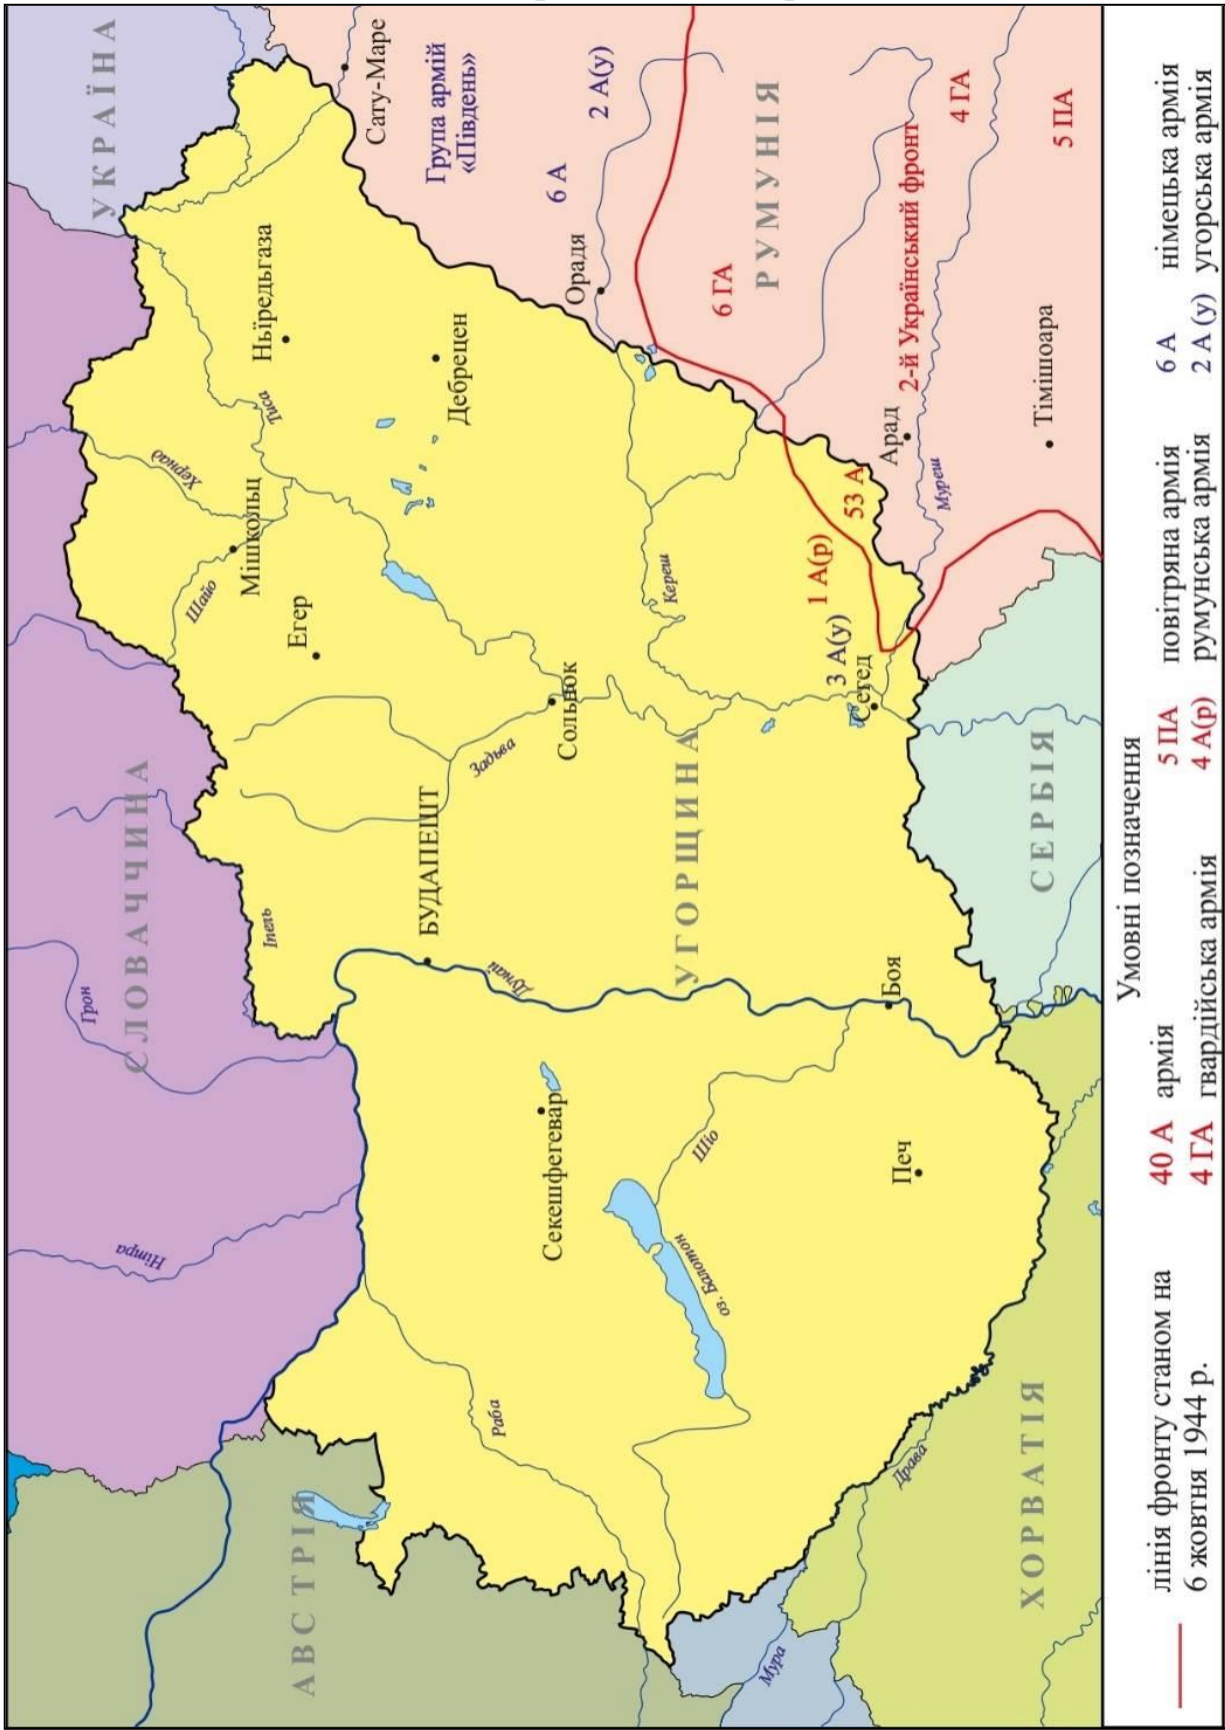 УКРАЇНА
СЛОВАЧЧИНА
АВСТРІЯ
УГОРЩИНА
РУМУНІЯ
СЕРБІЯ
ХОРВАТІЯ
Нітра
Грон
Іпель
Шайо
Хернад
Тиса
Ньїредьгаза
Сату-Маре
Мішкольц
Егер
Дебрецен
Група армій
«Південь»
БУДАПЕШТ
Дунай
Задьва
Сольнок
Орадя
6 А
2 А(у)
Раба
Секешфегевар
оз. Балотон
Шіо
Кереш
6 ГА
Печ
Боя
Сегед
3 А(у)
1 А(р)
53 А
Арад
2-й Український фронт
4 ГА
Муреш
Тімішоара
5 ПА
Драва
Мура
Умовні позначення
лінія фронту станом на
6 жовтня 1944 р.
40 А армія
4 ГА гвардійська армія
5 ПА повітряна армія
4 А(р) румунська армія
6 А німецька армія
2 А (у) угорська армія